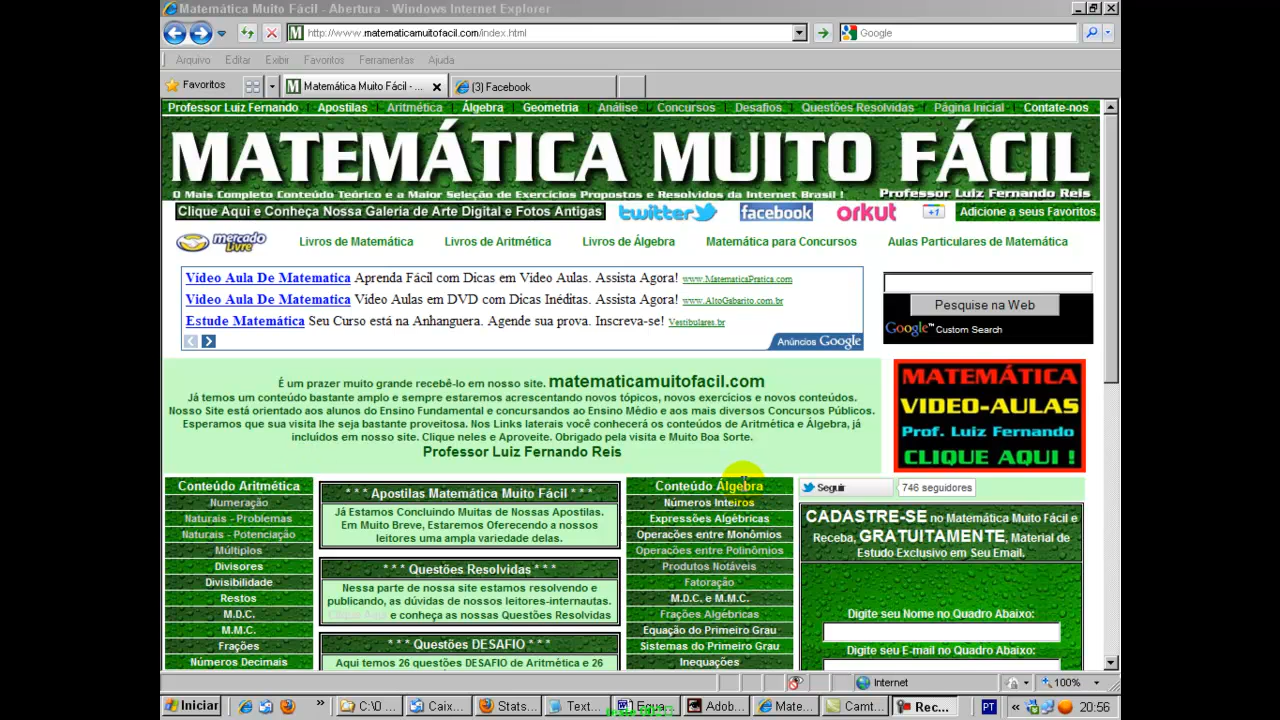 Matemática Muito Fácil - Abertura - Windows Internet Explorer
http://www.matematicamuitofacil.com/index.html
Google
Arquivo Editar Exibir Favoritos Ferramentas Ajuda
Favoritos
Matemática Muito Fácil - ...
(3) Facebook
Professor Luiz Fernando Apostilas Aritmética Álgebra Geometria Análise Concursos Desafios Questões Resolvidas Página Inicial Contate-nos
MATEMÁTICA MUITO FÁCIL
O Mais Completo Conteúdo Teórico e a Maior Seleção de Exercícios Propostos e Resolvidos da Internet Brasil !
Professor Luiz Fernando Reis
Clique Aqui e Conheça Nossa Galeria de Arte Digital e Fotos Antigas
twitter
facebook
orkut
+1
Adicione a seus Favoritos
mercado livre
Livros de Matemática
Livros de Aritmética
Livros de Álgebra
Matemática para Concursos
Aulas Particulares de Matemática
Video Aula De Matematica Aprenda Fácil com Dicas em Vídeo Aulas. Assista Agora! www.MatematicaPratica.com
Video Aula De Matematica Vídeo Aulas em DVD com Dicas Inéditas. Assista Agora! www.AltoGabarito.com.br
Estude Matemática Seu Curso está na Anhanguera. Agende sua prova. Inscreva-se! Vestibulares.br
Anúncios Google
Pesquise na Web
Google™ Custom Search
É um prazer muito grande recebê-lo em nosso site. matematicamuitofacil.com
Já temos um conteúdo bastante amplo e sempre estaremos acrescentando novos tópicos, novos exercícios e novos conteúdos.
Nosso Site está orientado aos alunos do Ensino Fundamental e concursandos ao Ensino Médio e aos mais diversos Concursos Públicos.
Esperamos que sua visita lhe seja bastante proveitosa. Nos Links laterais você conhecerá os conteúdos de Aritmética e Álgebra, já
incluídos em nosso site. Clique neles e Aproveite. Obrigado pela visita e Muito Boa Sorte.
Professor Luiz Fernando Reis
MATEMÁTICA
VIDEO-AULAS
Prof. Luiz Fernando
CLIQUE AQUI !
Conteúdo Aritmética
Numeração
Naturais - Problemas
Naturais - Potenciação
Múltiplos
Divisores
Divisibilidade
Restos
M.D.C.
M.M.C.
Frações
Números Decimais
* * * Apostilas Matemática Muito Fácil * * *
Já Estamos Concluindo Muitas de Nossas Apostilas.
Em Muito Breve, Estaremos Oferecendo a nossos
leitores uma ampla variedade delas.
* * * Questões Resolvidas * * *
Nessa parte de nossa site estamos resolvendo e
publicando, as dúvidas de nossos leitores-internautas.
e conheça as nossas Questões Resolvidas
* * * Questões DESAFIO * * *
Aqui temos 26 questões DESAFIO de Aritmética e 26
Conteúdo Álgebra
Números Inteiros
Expressões Algébricas
Operações entre Monômios
Operações entre Polinômios
Produtos Notáveis
Fatoração
M.D.C. e M.M.C.
Frações Algébricas
Equação do Primeiro Grau
Sistemas do Primeiro Grau
Inequações
Seguir
746 seguidores
CADASTRE-SE no Matemática Muito Fácil e
Receba, GRATUITAMENTE, Material de
Estudo Exclusivo em Seu Email.
Digite seu Nome no Quadro Abaixo:
Digite seu E-mail no Quadro Abaixo:
Internet
100%
Iniciar
C:\D ...
Caix...
Stats...
Text...
Equa...
Adob...
Mate...
Camt...
Rec...
PT
20:56